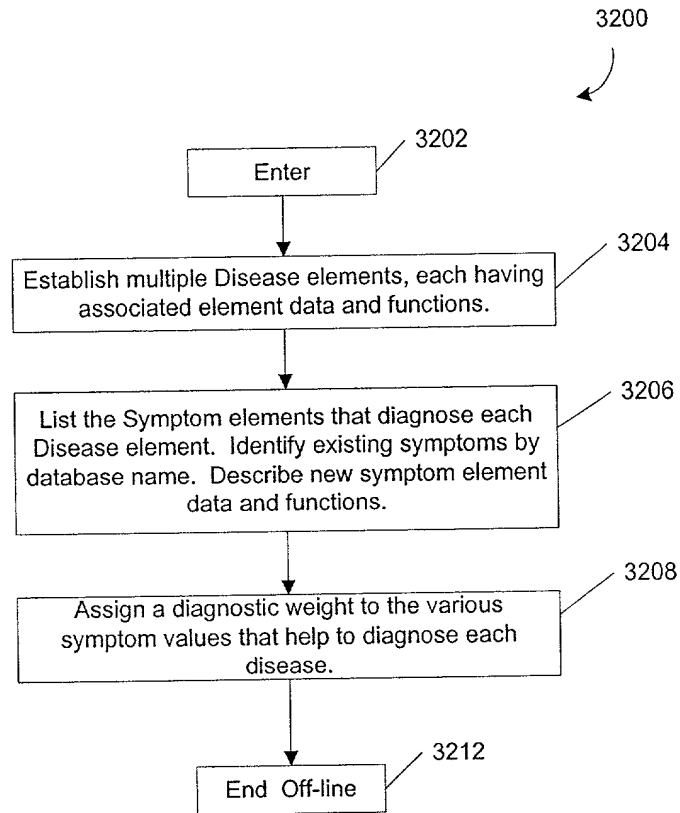 3200
3202
Enter
3204
Establish multiple Disease elements, each having
associated element data and functions.
3206
List the Symptom elements that diagnose each
Disease element. Identify existing symptoms by
database name. Describe new symptom element
data and functions.
3208
Assign a diagnostic weight to the various
symptom values that help to diagnose each
disease.
3212
End Off-line